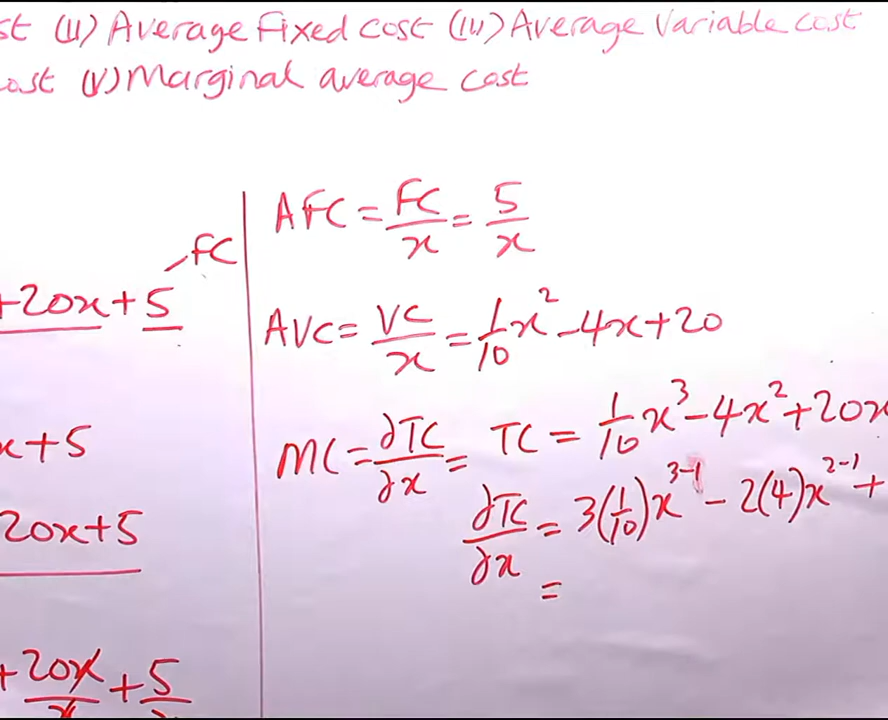 st (II) Average Fixed cost (IV) Average Variable cost
ost (V) Marginal average cost
FC
+20x+5
x+5
20x+5
+20x/x + 5/
AFC = FC/x = 5/x
AVC = VC/x = 1/10 x² - 4x + 20
MC = ∂TC/∂x = TC = 1/10 x³ - 4x² + 20x
∂TC/∂x = 3(1/10)x³⁻¹ - 2(4)x²⁻¹ +
=